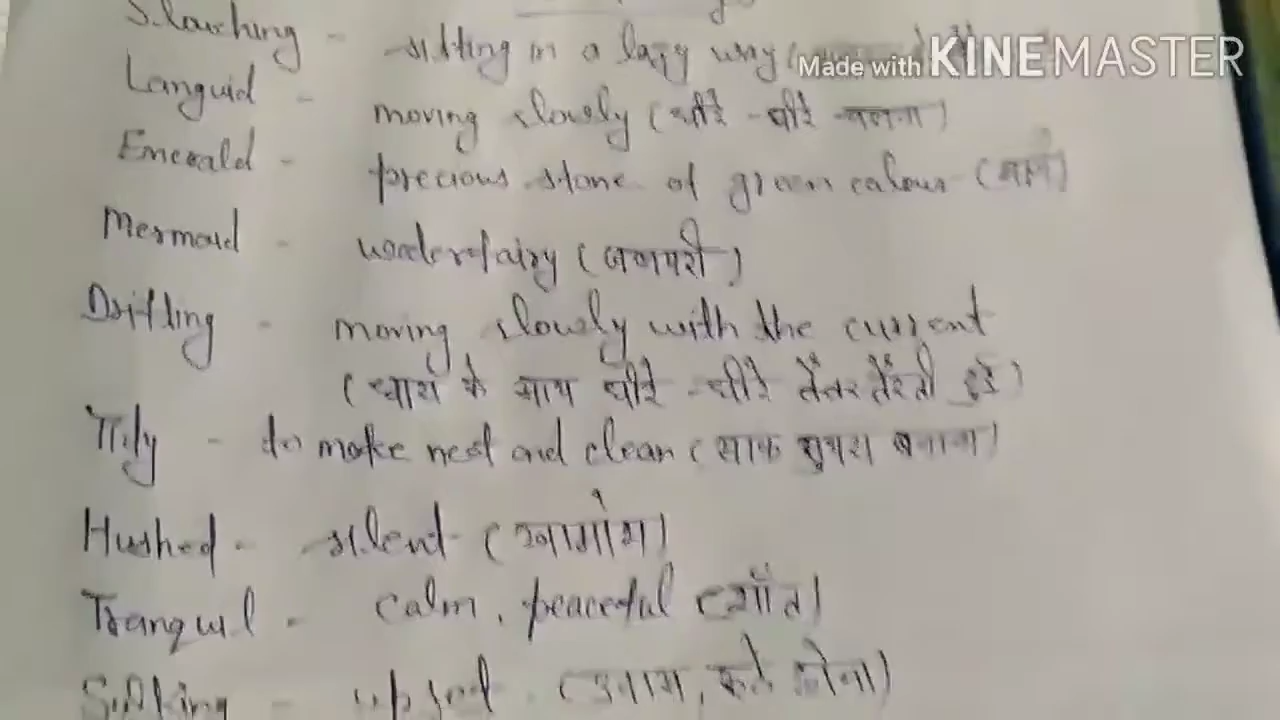 Slouching - sitting in a lazy way (
Made with KINEMASTER
Languid - moving slowly (धीरे -धीरे चलना)
Emerald - precious stone of green colour (
Mermaid - waterfairy (जलपरी)
Drifting - moving slowly with the current
(धारा के साथ धीरे -धीरे तैरती हुई)
Tidy - to make neat and clean (साफ सुथरा बनाना)
Hushed - silent (खामोश)
Tranquil - calm, peaceful (शांत)
Sulking - upset (